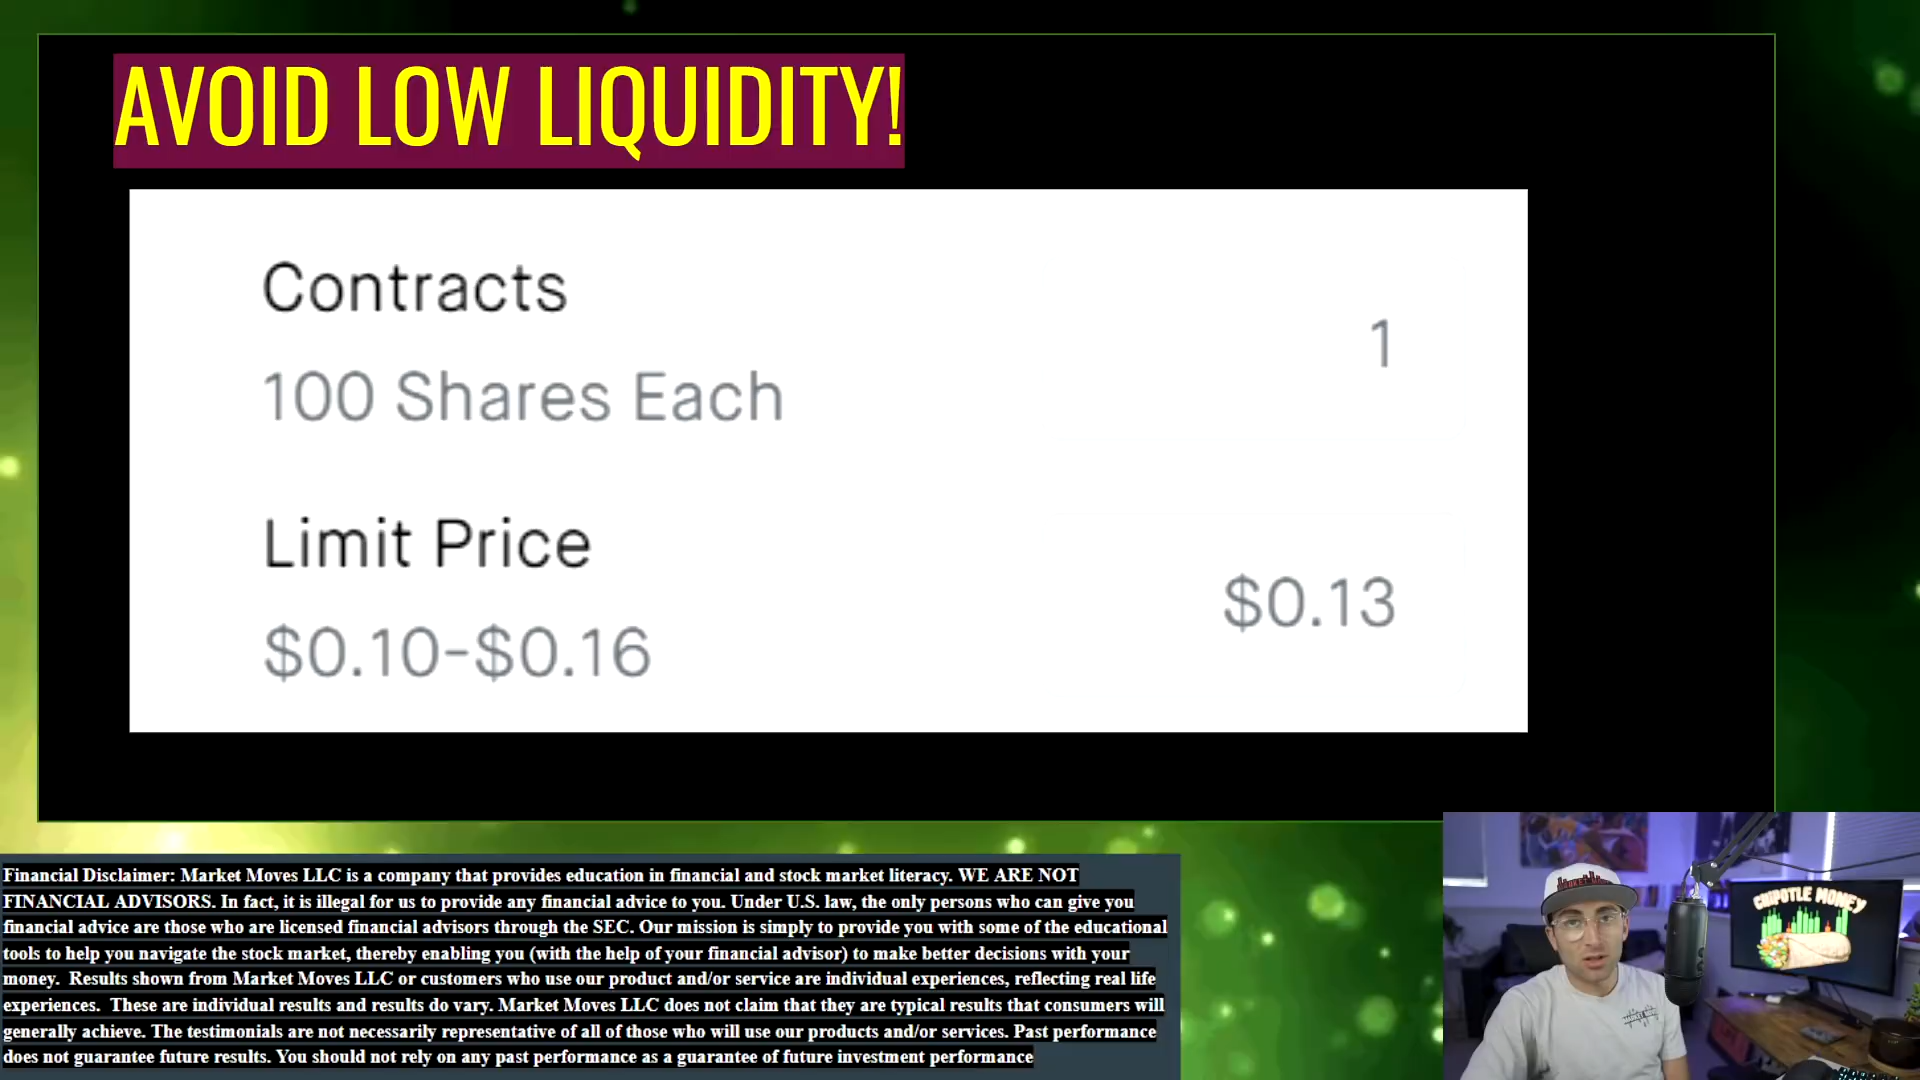 AVOID LOW LIQUIDITY!
Contracts
1
100 Shares Each
Limit Price
$0.13
$0.10-$0.16
Financial Disclaimer: Market Moves LLC is a company that provides education in financial and stock market literacy. WE ARE NOT
FINANCIAL ADVISORS. In fact, it is illegal for us to provide any financial advice to you. Under U.S. law, the only persons who can give you
financial advice are those who are licensed financial advisors through the SEC. Our mission is simply to provide you with some of the educational
tools to help you navigate the stock market, thereby enabling you (with the help of your financial advisor) to make better decisions with your
money. Results shown from Market Moves LLC or customers who use our product and/or service are individual experiences, reflecting real life
experiences. These are individual results and results do vary. Market Moves LLC does not claim that they are typical results that consumers will
generally achieve. The testimonials are not necessarily representative of all of those who will use our products and/or services. Past performance
does not guarantee future results. You should not rely on any past performance as a guarantee of future investment performance
CHIPOTLE MONEY